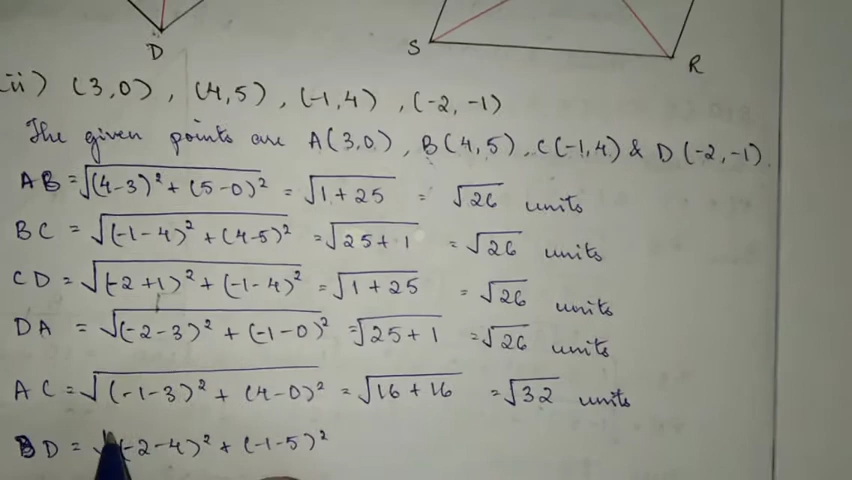 D
S
R
ii) (3,0), (4,5), (-1,4), (-2,-1)
The given points are A(3,0), B(4,5), C(-1,4) & D(-2,-1).
AB = √(4-3)² + (5-0)² = √1+25 = √26 units
BC = √(-1-4)² + (4-5)² = √25+1 = √26 units
CD = √(-2+1)² + (-1-4)² = √1+25 = √26 units
DA = √(-2-3)² + (-1-0)² = √25+1 = √26 units
AC = √(-1-3)² + (4-0)² = √16+16 = √32 units
BD = √(-2-4)² + (-1-5)²